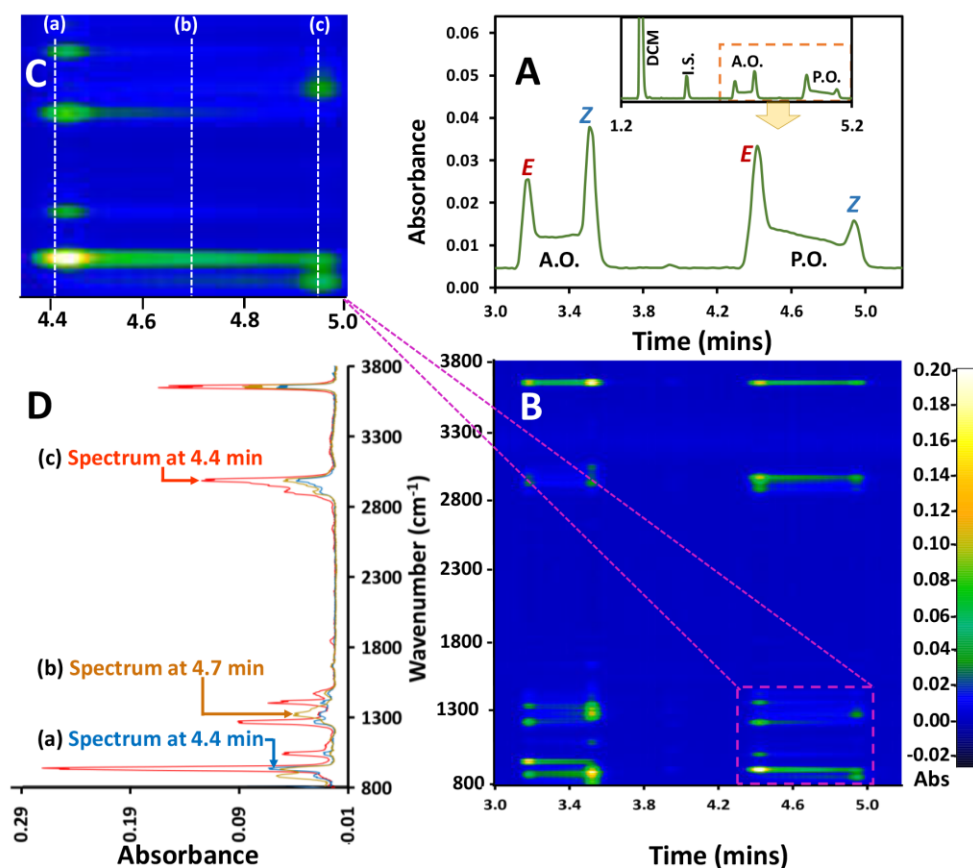 (a)
(b)
(c)
C
4.4
4.6
4.8
5.0
A
Absorbance
0.06
0.05
0.04
0.03
0.02
0.01
0.00
DCM
I.S.
A.O.
P.O.
1.2
5.2
E
Z
E
Z
A.O.
P.O.
3.0
3.4
3.8
4.2
4.6
5.0
Time (mins)
D
3800
3300
2800
2300
1800
1300
800
Wavenumber (cm-1)
(c) Spectrum at 4.4 min
(b) Spectrum at 4.7 min
(a) Spectrum at 4.4 min
0.29
0.19
0.09
-0.01
Absorbance
B
3800
3300
2800
2300
1800
1300
800
3.0
3.4
3.8
4.2
4.6
5.0
Time (mins)
0.20
0.18
0.16
0.14
0.12
0.10
0.08
0.06
0.04
0.02
0.00
-0.02
Abs